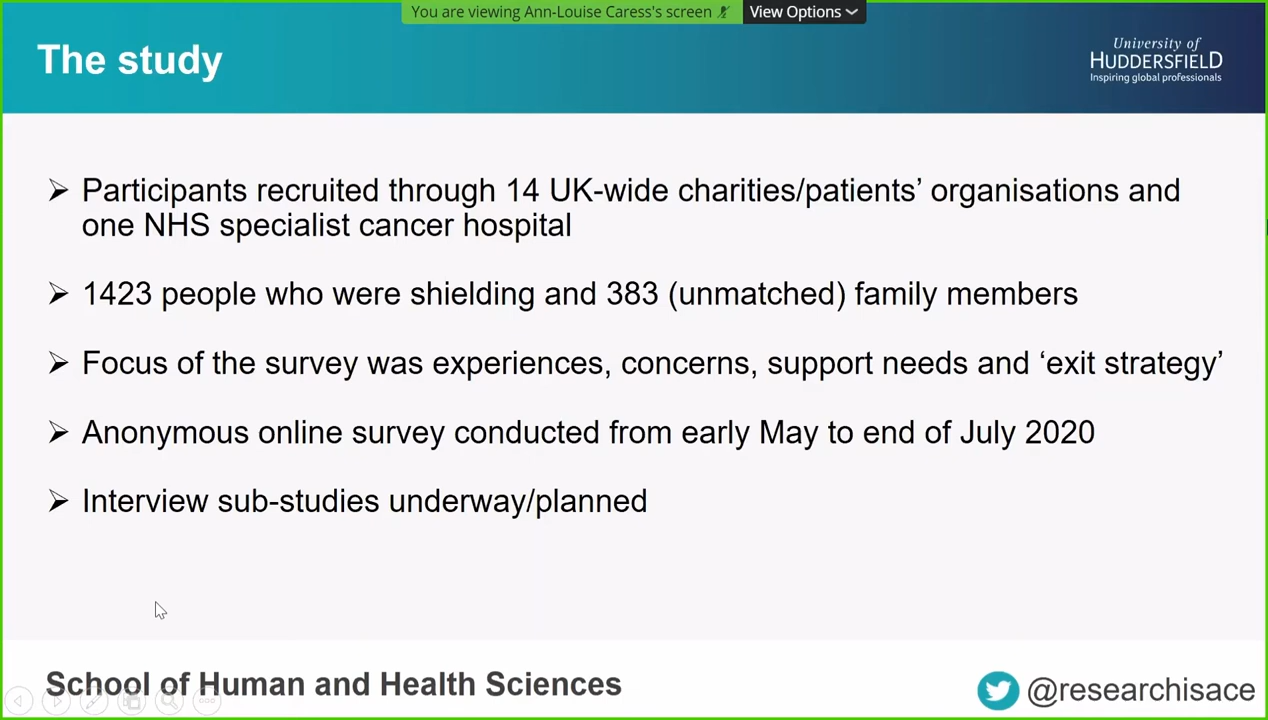 You are viewing Ann-Louise Caress's screen
View Options
The study
University of
HUDDERSFIELD
Inspiring global professionals
➢ Participants recruited through 14 UK-wide charities/patients’ organisations and
one NHS specialist cancer hospital
➢ 1423 people who were shielding and 383 (unmatched) family members
➢ Focus of the survey was experiences, concerns, support needs and ‘exit strategy’
➢ Anonymous online survey conducted from early May to end of July 2020
➢ Interview sub-studies underway/planned
School of Human and Health Sciences
@researchisace